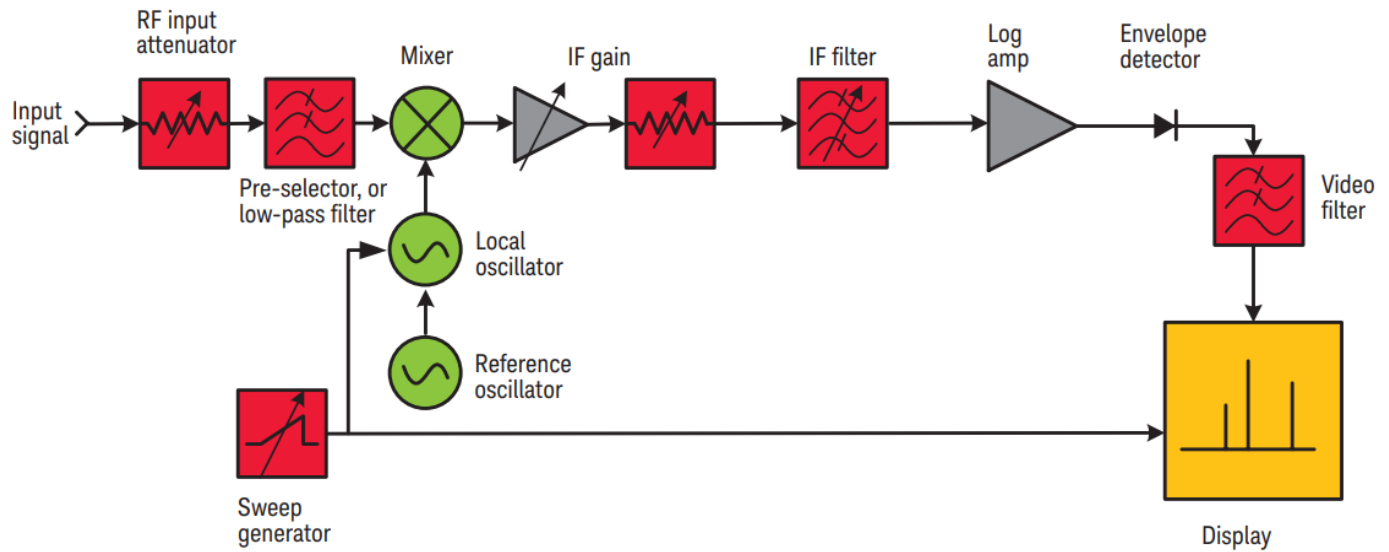 RF input
attenuator
Mixer
IF gain
IF filter
Log
amp
Envelope
detector
Input
signal
Pre-selector, or
low-pass filter
Video
filter
Local
oscillator
Reference
oscillator
Sweep
generator
Display